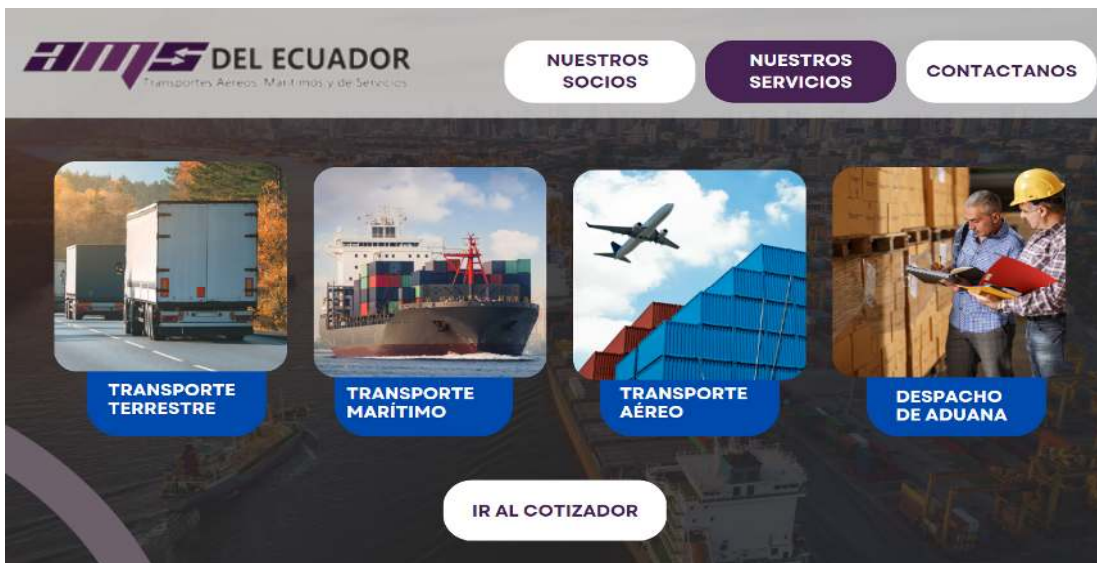 ams DEL ECUADOR
Transportes Aereos, Maritimos y de Servicios
NUESTROS
SOCIOS
NUESTROS
SERVICIOS
CONTACTANOS
TRANSPORTE
TERRESTRE
TRANSPORTE
MARÍTIMO
TRANSPORTE
AÉREO
DESPACHO
DE ADUANA
IR AL COTIZADOR